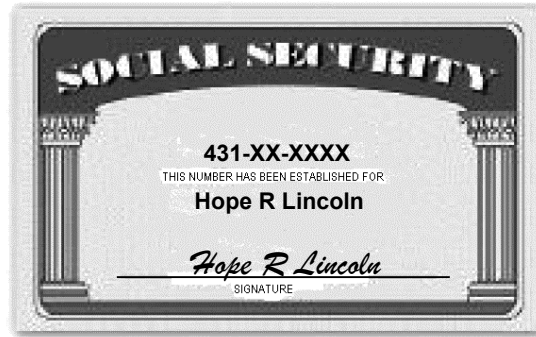 SOCIAL SECURITY
431-XX-XXXX
THIS NUMBER HAS BEEN ESTABLISHED FOR
Hope R Lincoln
Hope R Lincoln
SIGNATURE